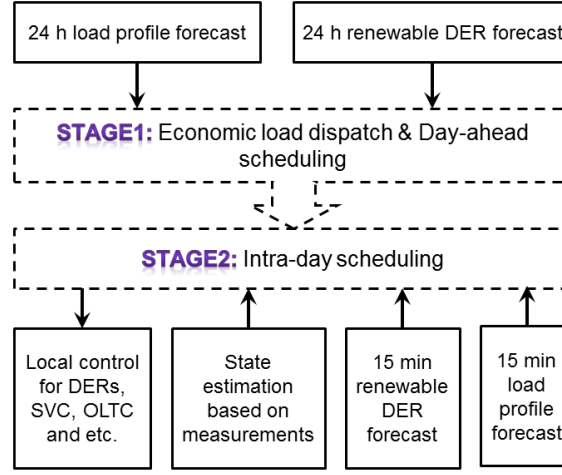 24 h load profile forecast
24 h renewable DER forecast
STAGE1: Economic load dispatch & Day-ahead
scheduling
STAGE2: Intra-day scheduling
Local control
for DERs,
SVC, OLTC
and etc.
State
estimation
based on
measurements
15 min
renewable
DER
forecast
15 min
load
profile
forecast